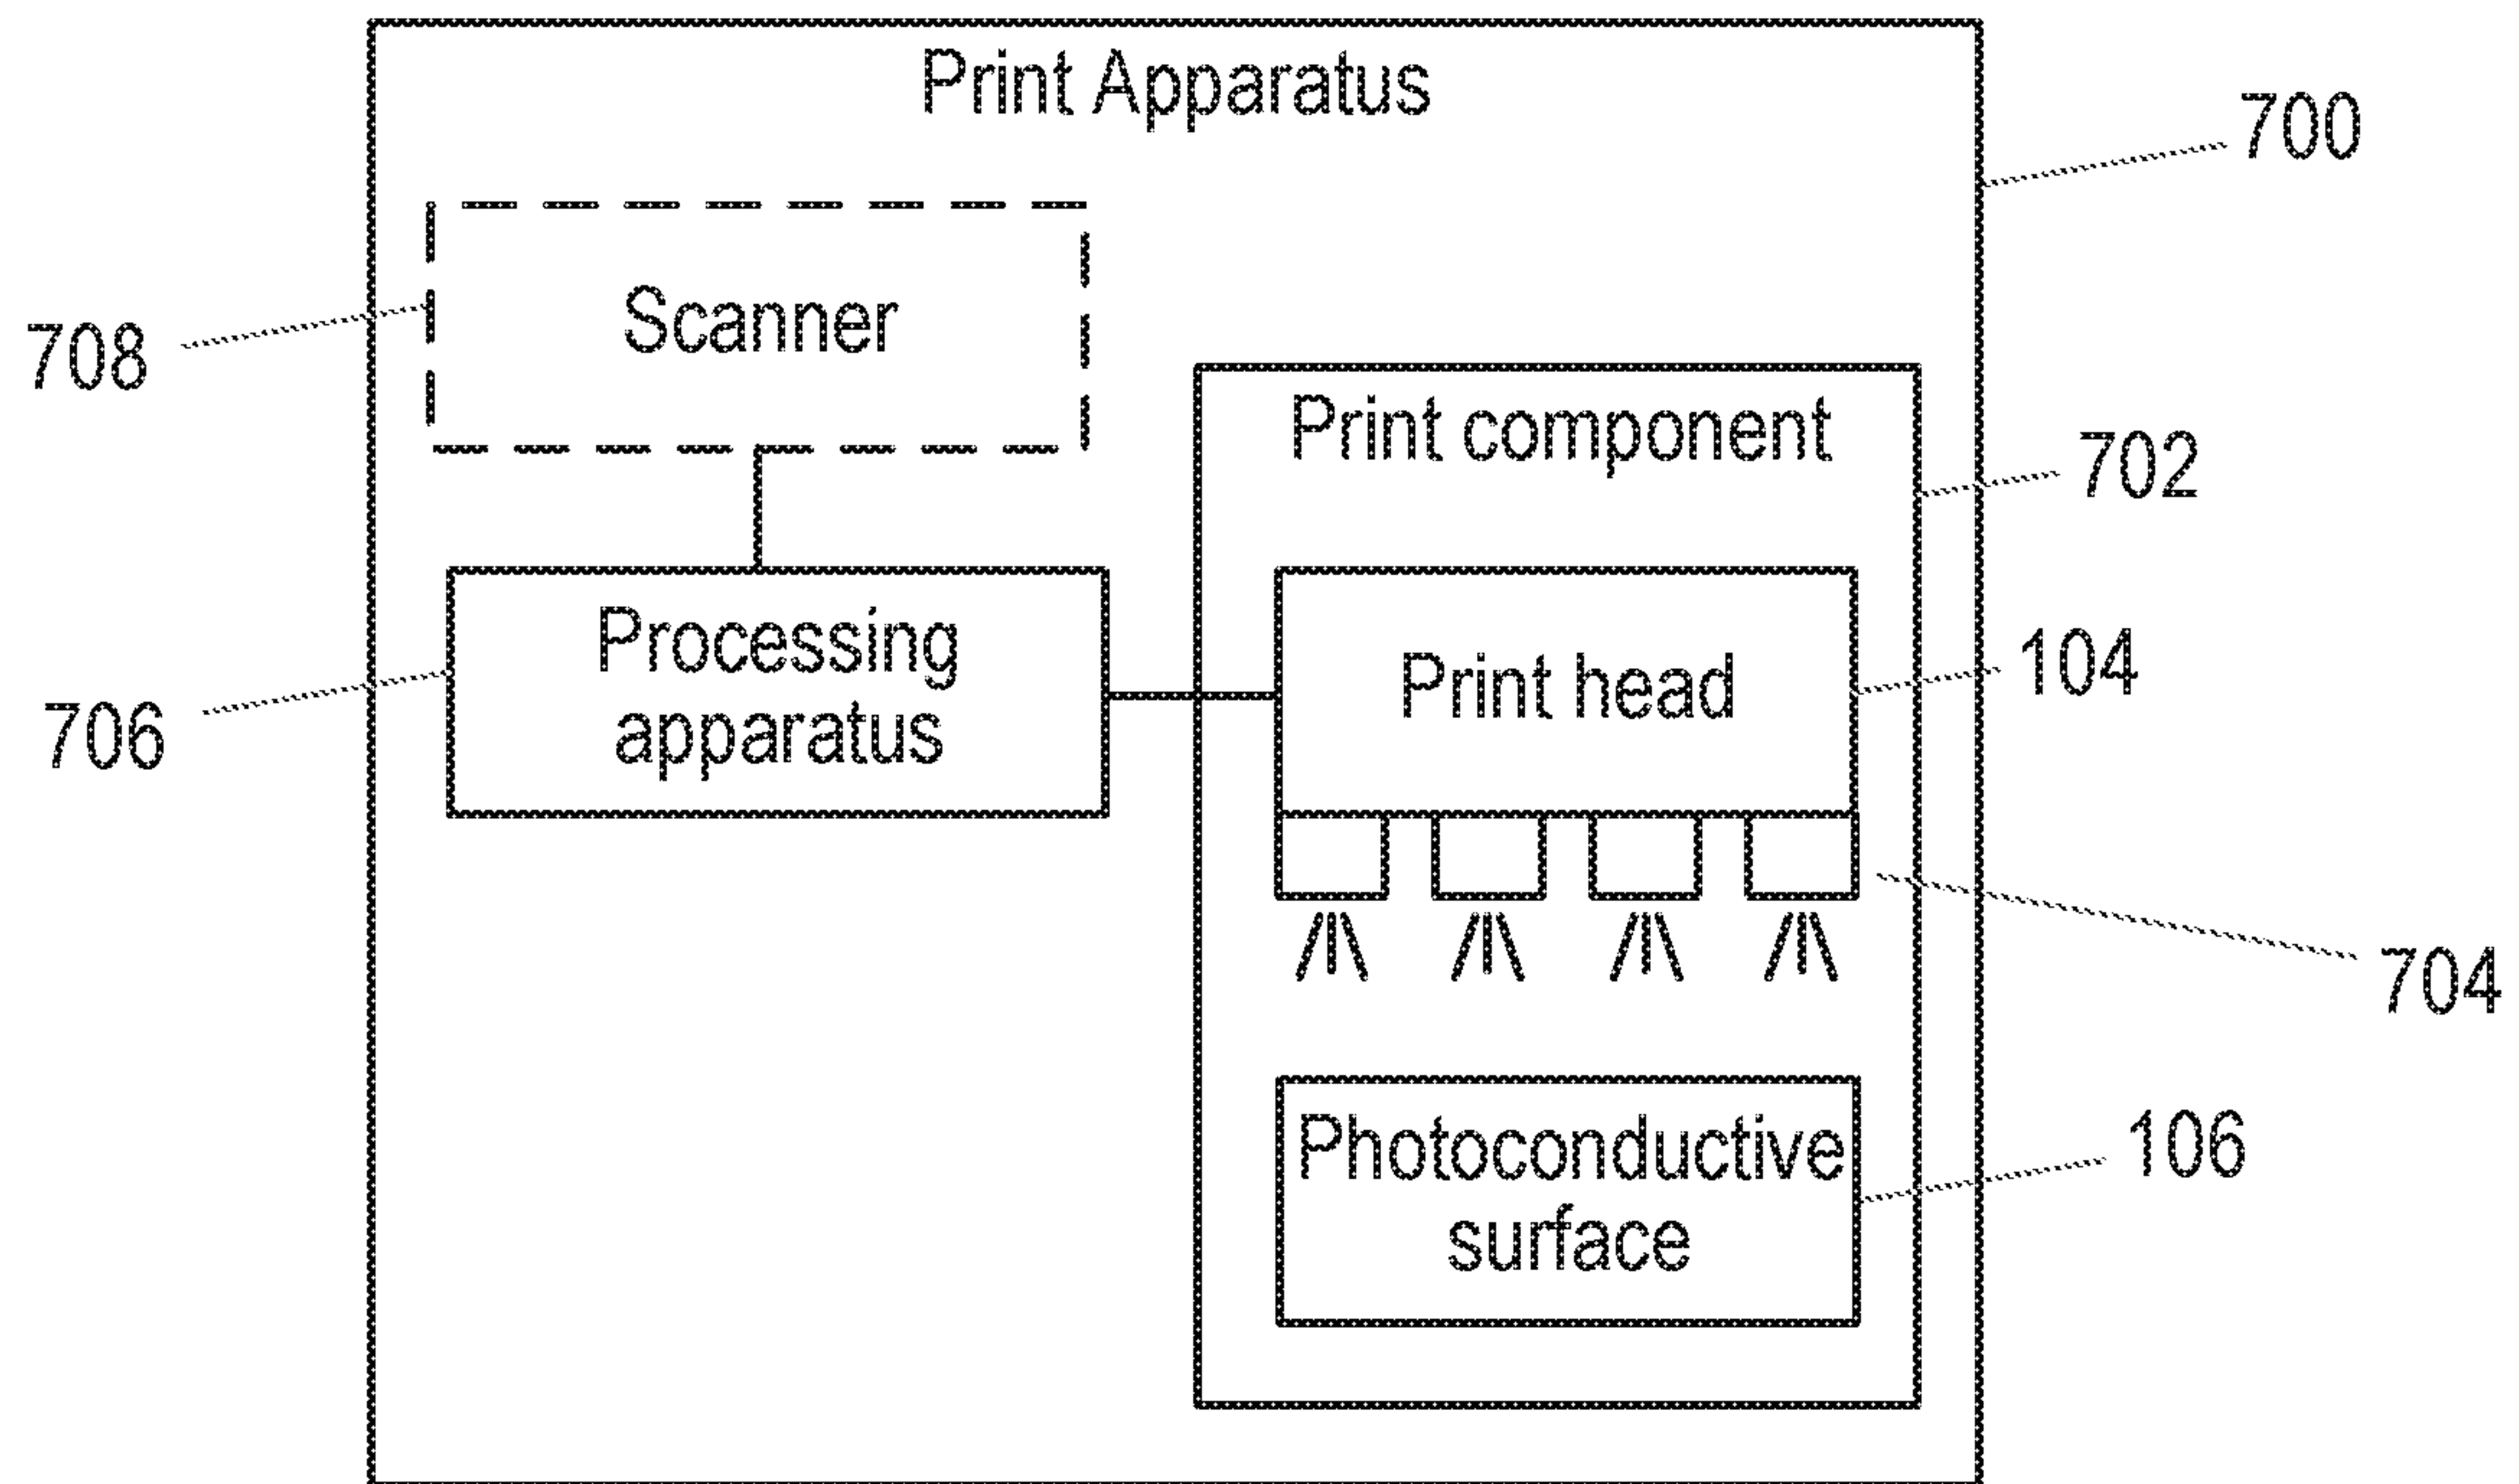 Print Apparatus
700
Scanner
708
Print component
702
Processing
apparatus
706
Print head
104
704
Photoconductive
surface
106